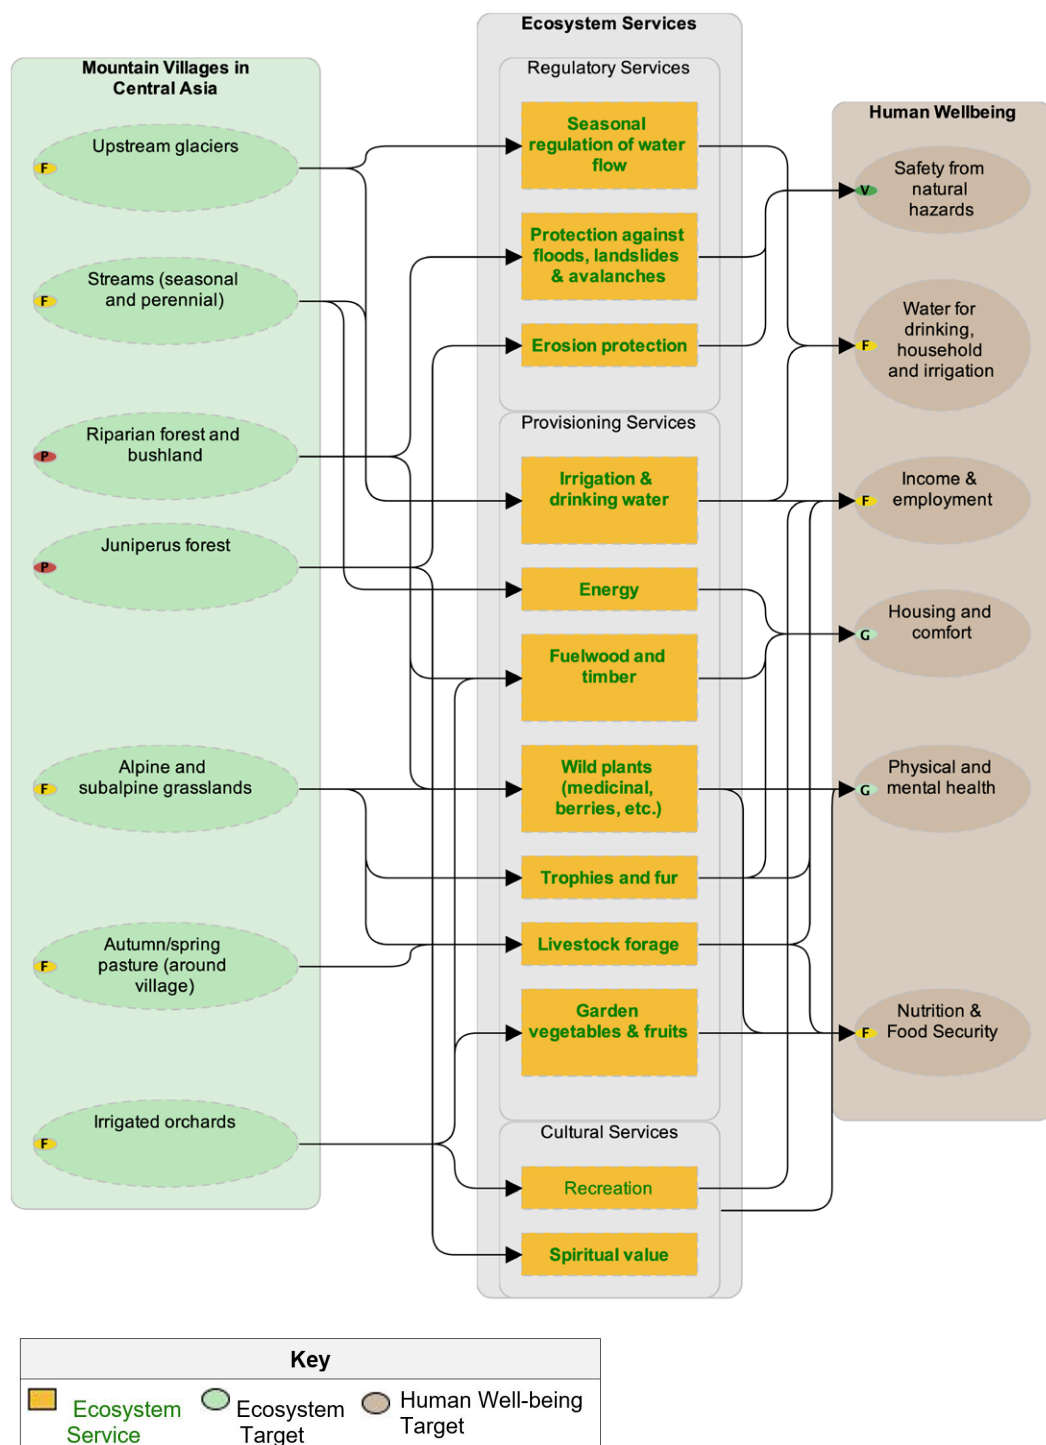 Mountain Villages in
Central Asia
F
Upstream glaciers
F
Streams (seasonal
and perennial)
P
Riparian forest and
bushland
P
Juniperus forest
F
Alpine and
subalpine grasslands
F
Autumn/spring
pasture (around
village)
F
Irrigated orchards
Ecosystem Services
Regulatory Services
Seasonal
regulation of water
flow
Protection against
floods, landslides
& avalanches
Erosion protection
Provisioning Services
Irrigation &
drinking water
Energy
Fuelwood and
timber
Wild plants
(medicinal,
berries, etc.)
Trophies and fur
Livestock forage
Garden
vegetables & fruits
Cultural Services
Recreation
Spiritual value
Human Wellbeing
V
Safety from
natural
hazards
F
Water for
drinking,
household
and irrigation
F
Income &
employment
G
Housing and
comfort
G
Physical and
mental health
F
Nutrition &
Food Security
Key
Ecosystem
Service
Ecosystem
Target
Human Well-being
Target